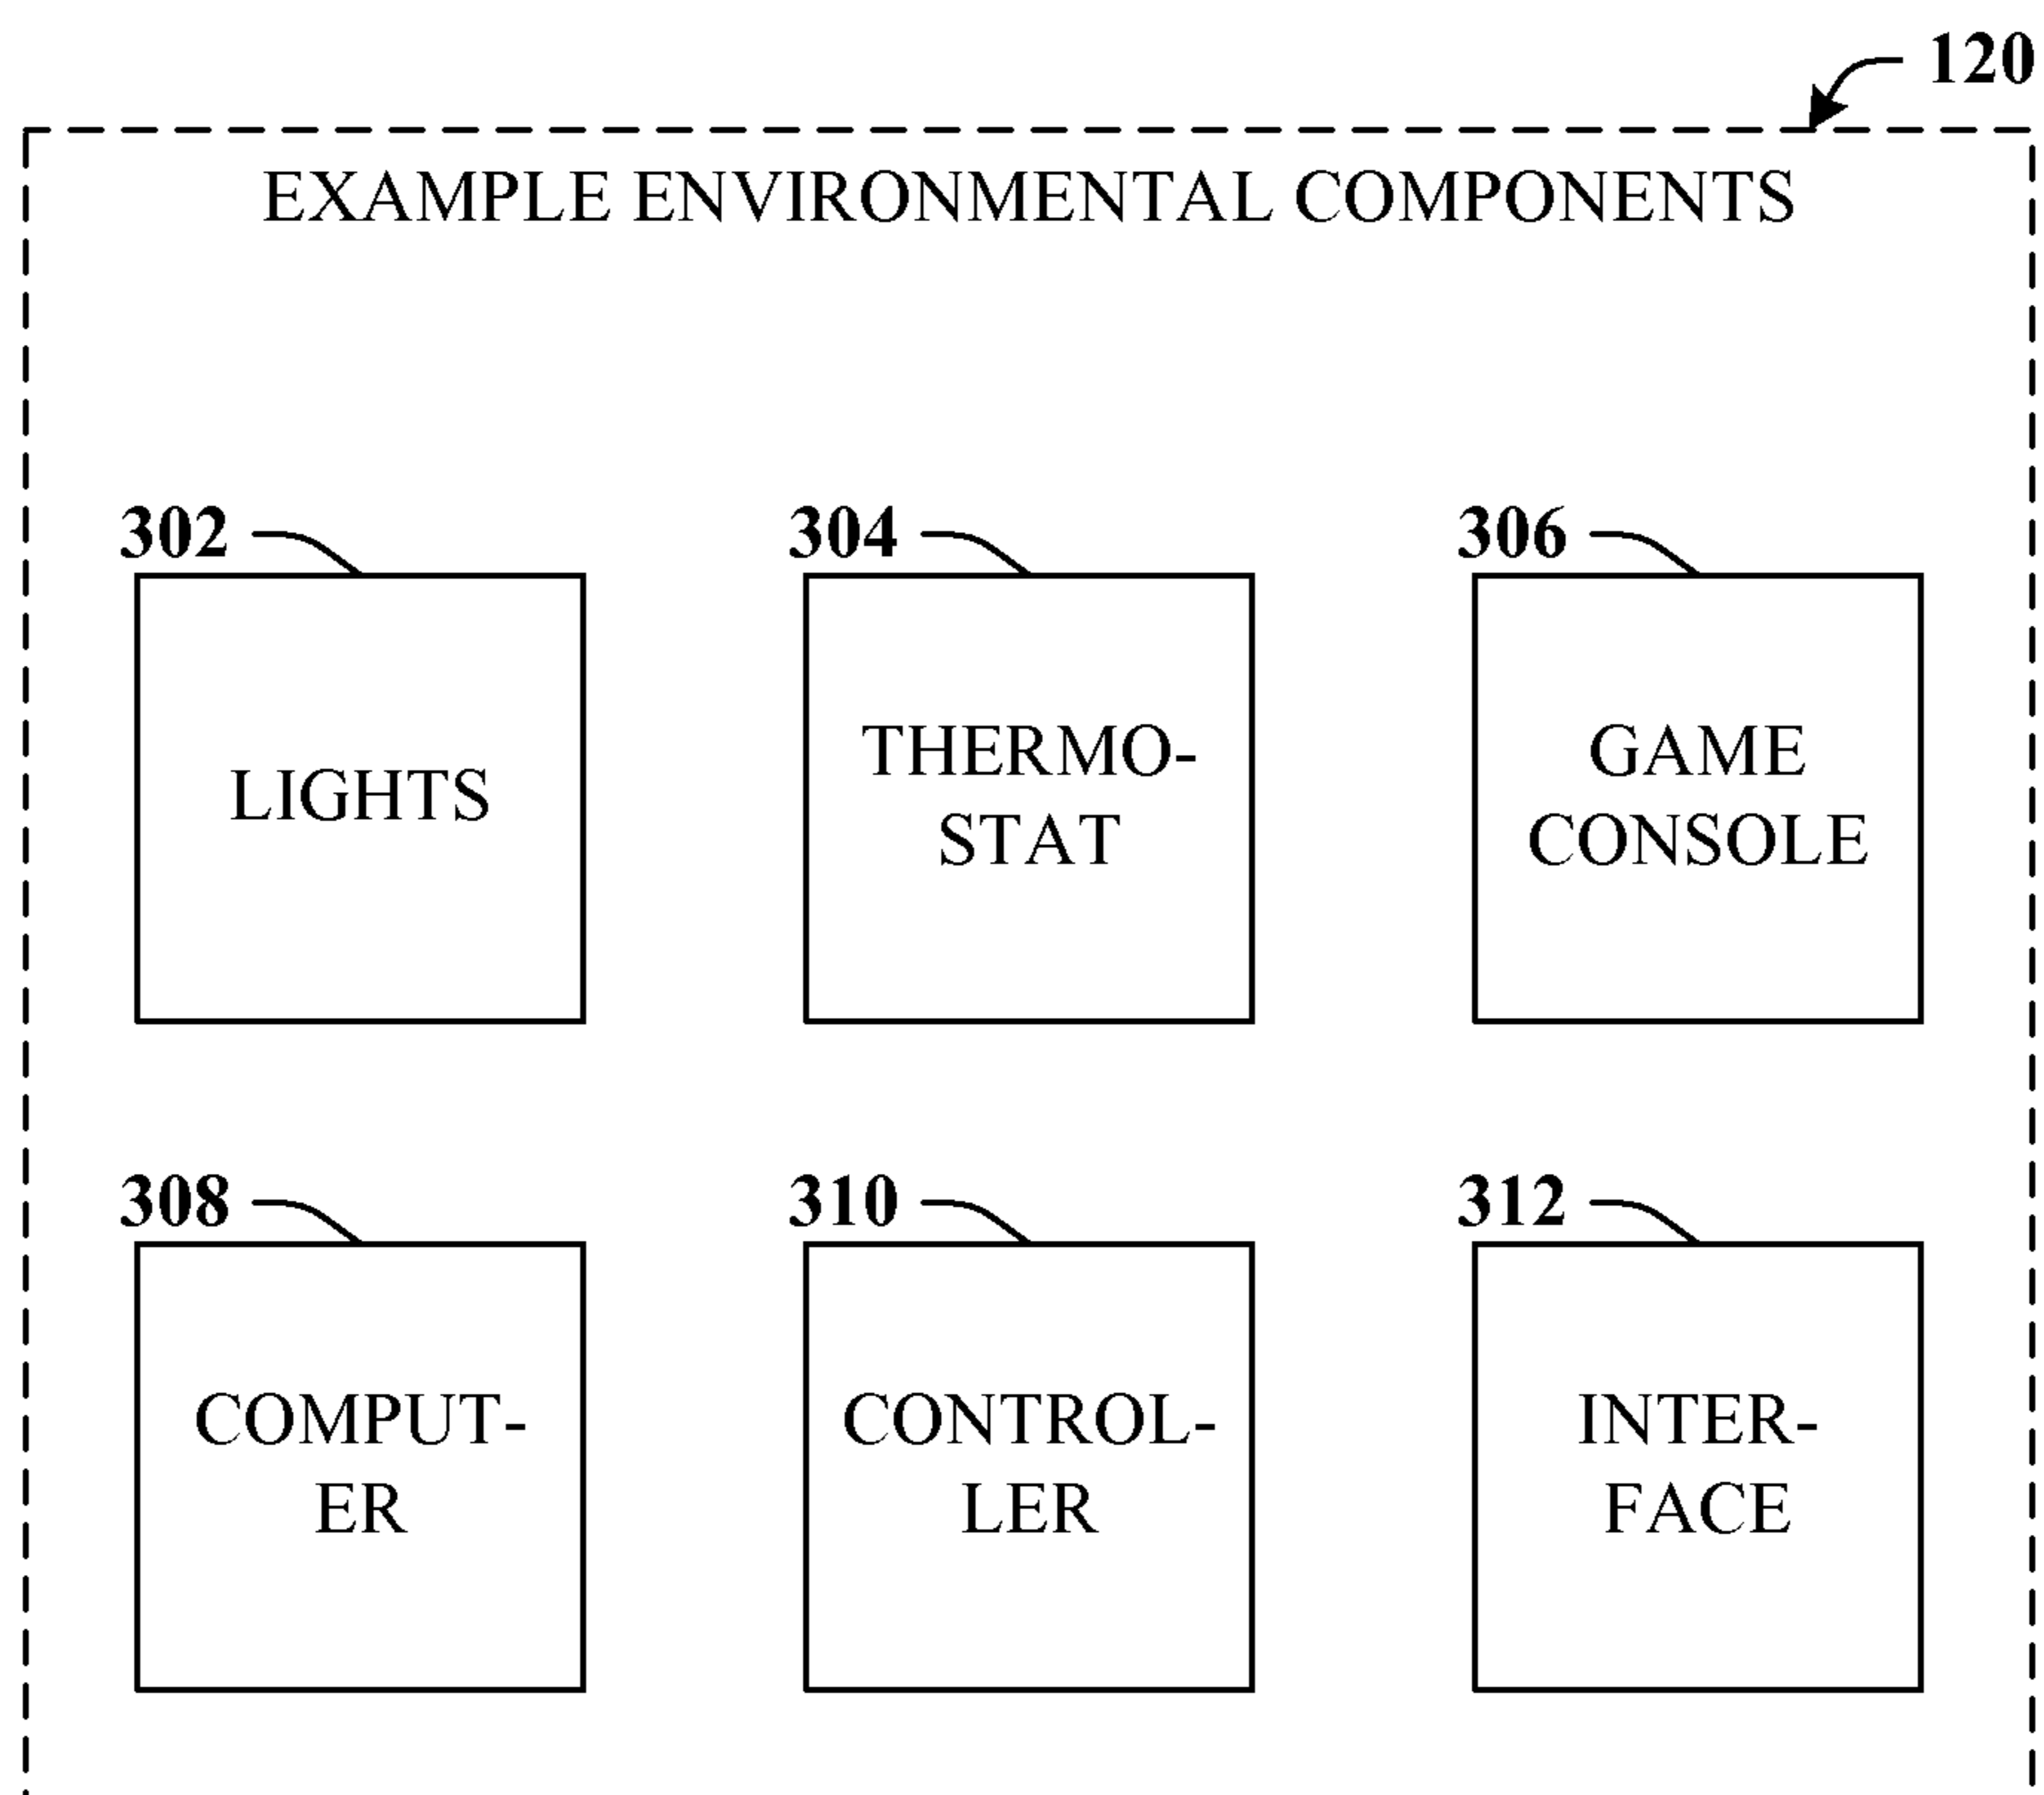 120
EXAMPLE ENVIRONMENTAL COMPONENTS
302
304
306
LIGHTS
THERMO-
STAT
GAME
CONSOLE
308
310
312
COMPUT-
ER
CONTROL-
LER
INTER-
FACE